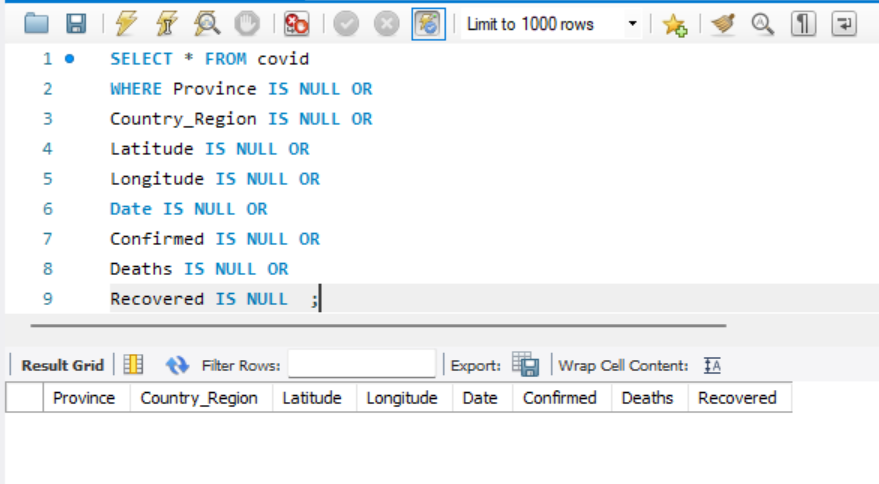 Limit to 1000 rows
1 SELECT * FROM covid
2 WHERE Province IS NULL OR
3 Country_Region IS NULL OR
4 Latitude IS NULL OR
5 Longitude IS NULL OR
6 Date IS NULL OR
7 Confirmed IS NULL OR
8 Deaths IS NULL OR
9 Recovered IS NULL ;
Result Grid Filter Rows: Export: Wrap Cell Content:
Province Country_Region Latitude Longitude Date Confirmed Deaths Recovered